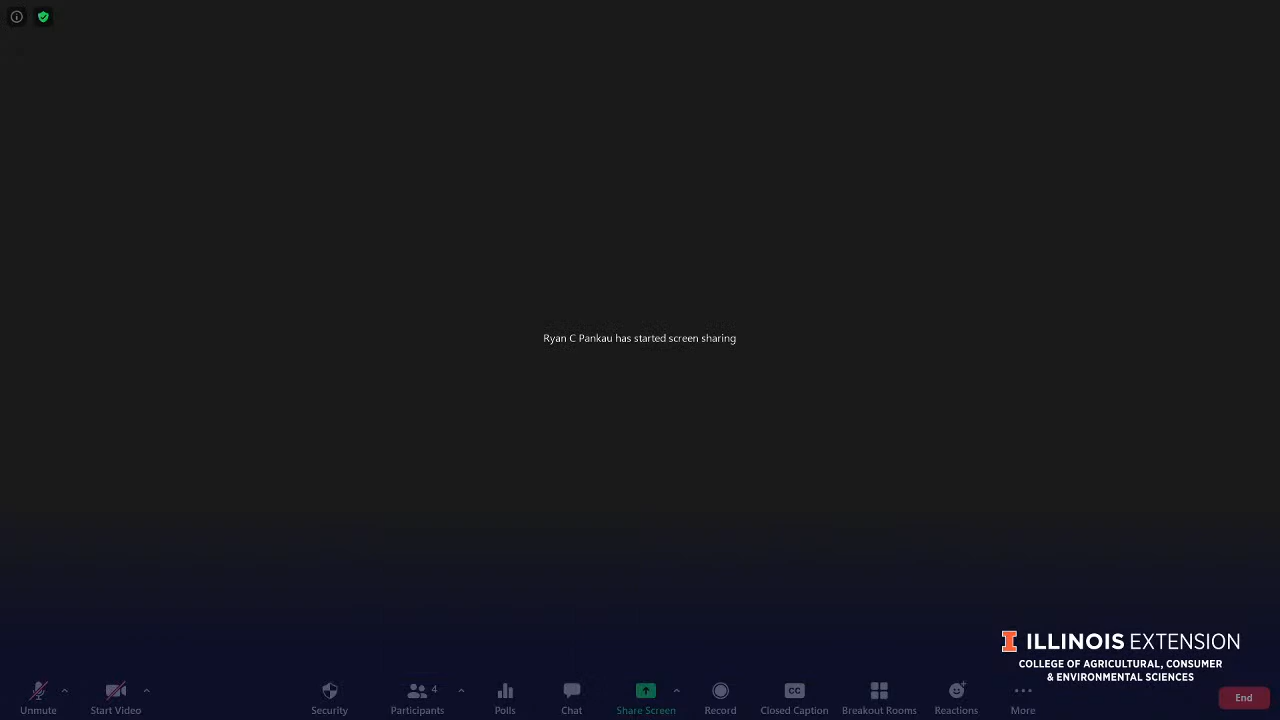 Ryan C Pankau has started screen sharing
ILLINOIS EXTENSION
COLLEGE OF AGRICULTURAL, CONSUMER
& ENVIRONMENTAL SCIENCES
4
Unmute
Start Video
Security
Participants
Polls
Chat
Share Screen
Record
CC
Closed Caption
Breakout Rooms
Reactions
More
End